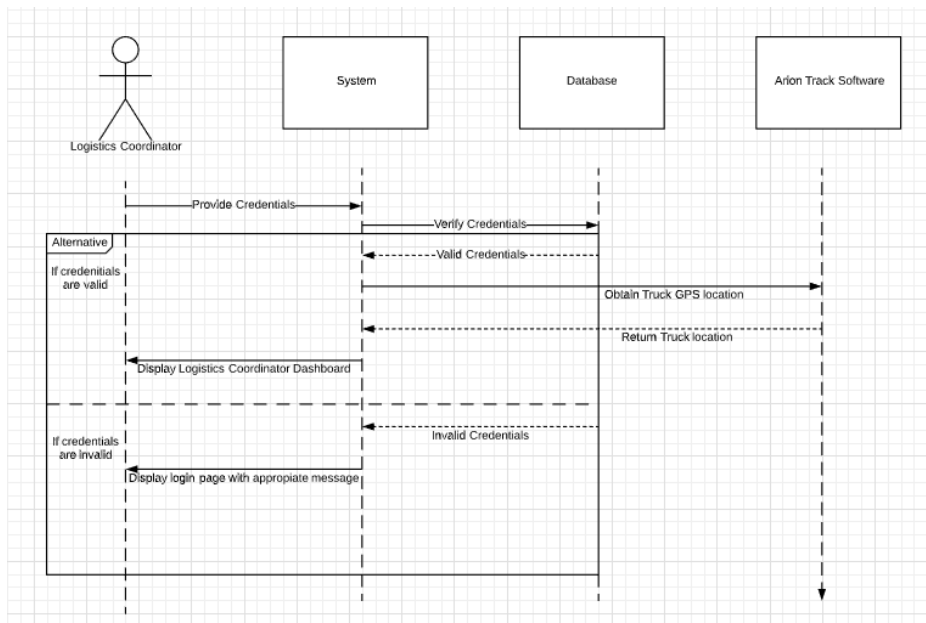 System
Database
Arion Track Software
Logistics Coordinator
Provide Credentials
Verify Credentials
Alternative
Valid Credentials
If credenitials
are valid
Obtain Truck GPS location
Return Truck location
Display Logistics Coordinator Dashboard
Invalid Credentials
If credentials
are invalid
Display login page with appropiate message